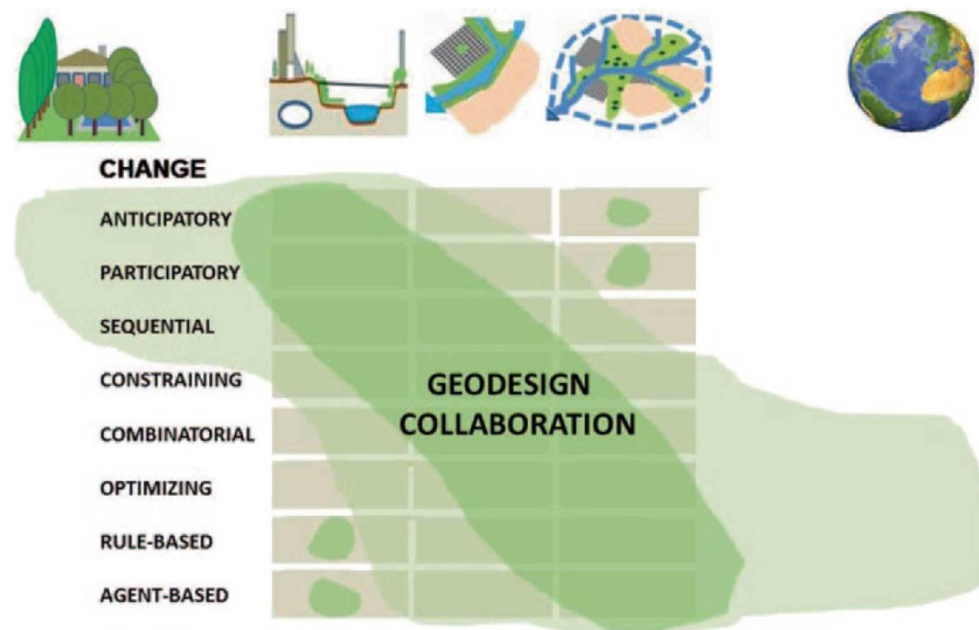 CHANGE
ANTICIPATORY
PARTICIPATORY
SEQUENTIAL
CONSTRAINING
COMBINATORIAL
OPTIMIZING
RULE-BASED
AGENT-BASED
GEODESIGN
COLLABORATION